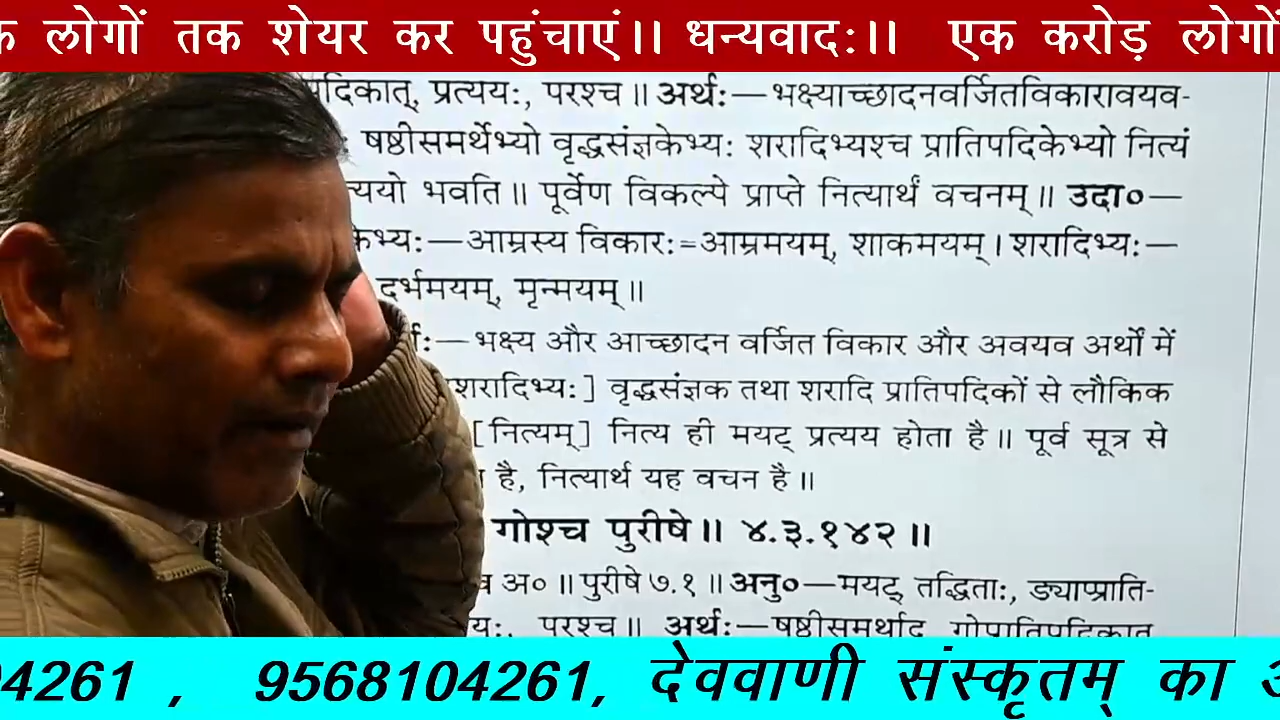 लोगों तक शेयर कर पहुंचाएं।। धन्यवादः।। एक करोड़ लोगों
पदिकात्, प्रत्ययः, परश्च॥ अर्थः—भक्ष्याच्छादनवर्जितविकारावयव-
षष्ठीसमर्थेभ्यो वृद्धसंज्ञकेभ्यः शरादिभ्यश्च प्रातिपदिकेभ्यो नित्यं
ययो भवति॥ पूर्वेण विकल्पे प्राप्ते नित्यार्थं वचनम्॥ उदा०—
केभ्यः—आम्रस्य विकारः=आम्रमयम्, शाकमयम्। शरादिभ्यः—
दर्भमयम्, मृन्मयम्॥
र्थः—भक्ष्य और आच्छादन वर्जित विकार और अवयव अर्थों में
शरादिभ्यः] वृद्धसंज्ञक तथा शरादि प्रातिपदिकों से लौकिक
[नित्यम्] नित्य ही मयट् प्रत्यय होता है॥ पूर्व सूत्र से
है, नित्यार्थ यह वचन है॥
गोश्च पुरीषे॥ ४.३.१४२॥
अ०॥ पुरीषे ७.१॥ अनु०—मयट्, तद्धिताः, ङ्याप्प्राति-
यः, परश्च॥ अर्थः—षष्ठीसमर्थाद् गोप्रातिपदिकात्
4261 , 9568104261, देववाणी संस्कृतम् का